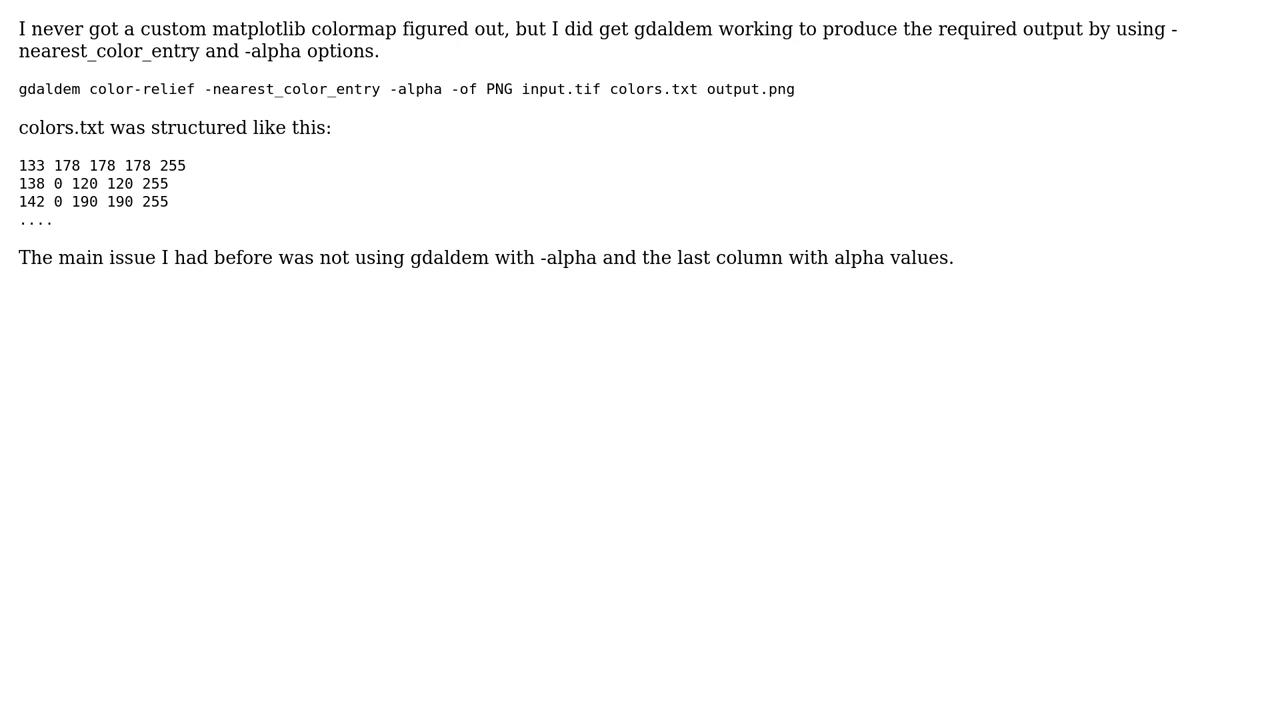 I never got a custom matplotlib colormap figured out, but I did get gdaldem working to produce the required output by using -
nearest_color_entry and -alpha options.
gdaldem color-relief -nearest_color_entry -alpha -of PNG input.tif colors.txt output.png
colors.txt was structured like this:
133 178 178 178 255
138 0 120 120 255
142 0 190 190 255
....
The main issue I had before was not using gdaldem with -alpha and the last column with alpha values.